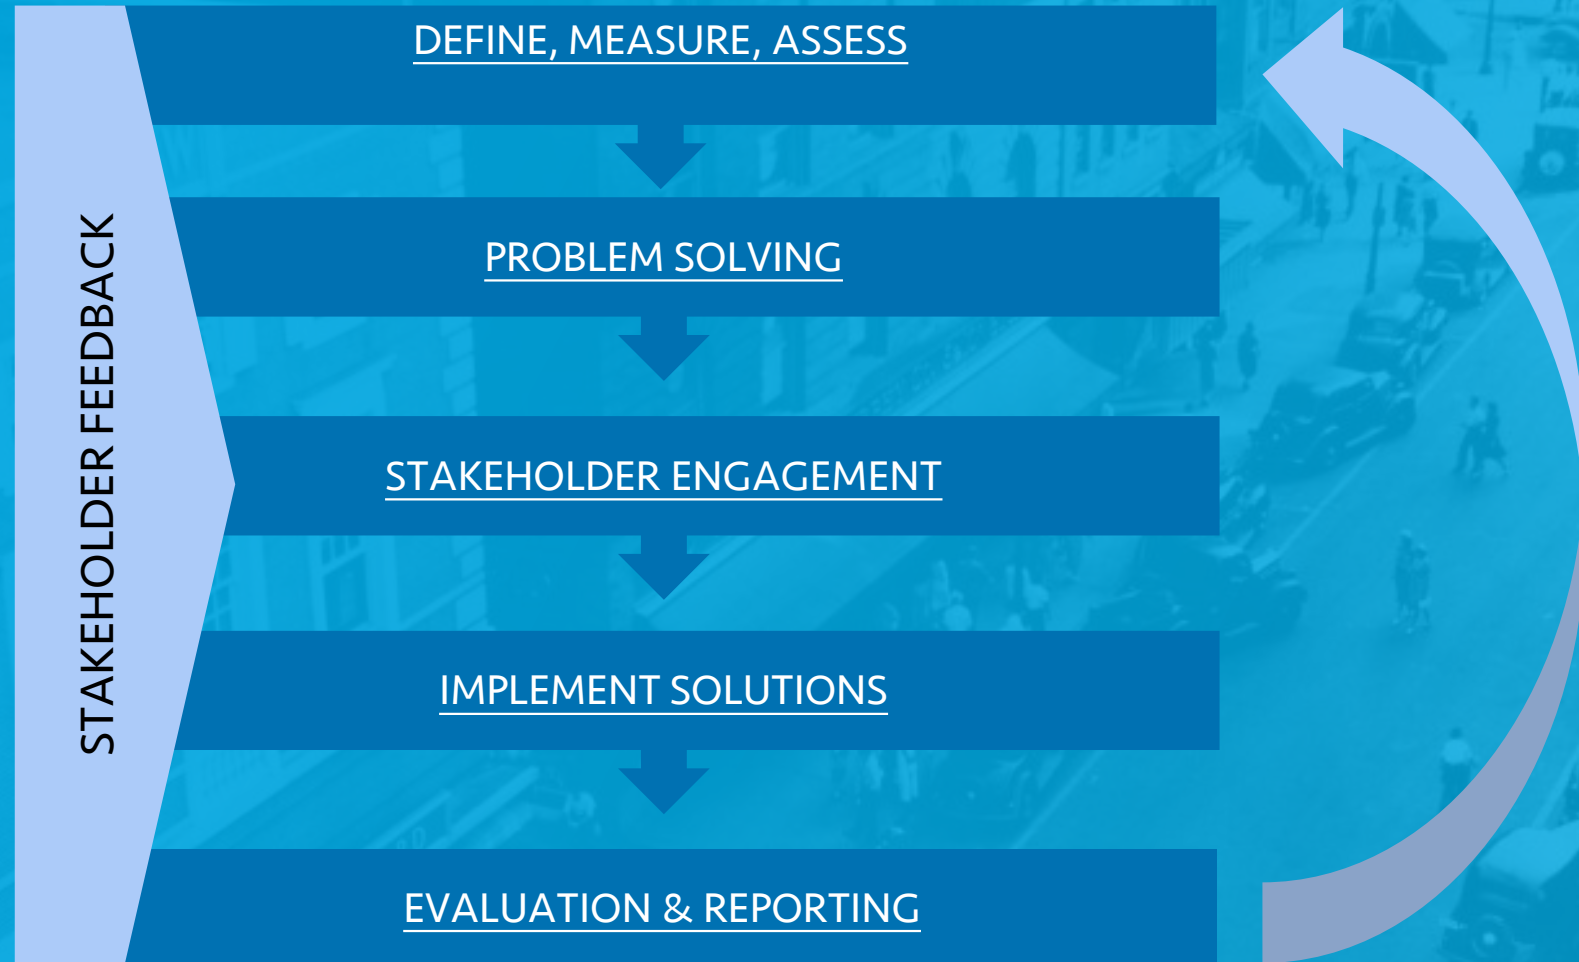 DEFINE, MEASURE, ASSESS
PROBLEM SOLVING
STAKEHOLDER FEEDBACK
STAKEHOLDER ENGAGEMENT
IMPLEMENT SOLUTIONS
EVALUATION & REPORTING